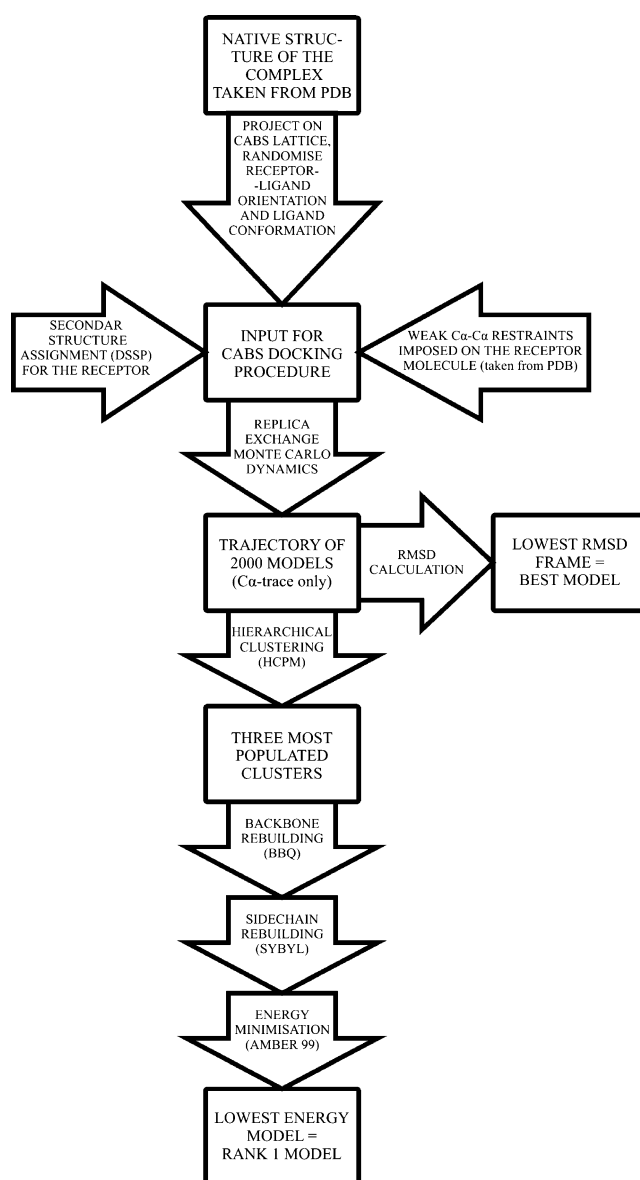 NATIVE STRUC-
TURE OF THE
COMPLEX
TAKEN FROM PDB
PROJECT ON
CABS LATTICE,
RANDOMISE
RECEPTOR-
-LIGAND
ORIENTATION
AND LIGAND
CONFORMATION
SECONDAR
STRUCTURE
ASSIGNMENT (DSSP)
FOR THE RECEPTOR
INPUT FOR
CABS DOCKING
PROCEDURE
WEAK Cα-Cα RESTRAINTS
IMPOSED ON THE RECEPTOR
MOLECULE (taken from PDB)
REPLICA
EXCHANGE
MONTE CARLO
DYNAMICS
TRAJECTORY OF
2000 MODELS
(Cα-trace only)
RMSD
CALCULATION
LOWEST RMSD
FRAME =
BEST MODEL
HIERARCHICAL
CLUSTERING
(HCPM)
THREE MOST
POPULATED
CLUSTERS
BACKBONE
REBUILDING
(BBQ)
SIDECHAIN
REBUILDING
(SYBYL)
ENERGY
MINIMISATION
(AMBER 99)
LOWEST ENERGY
MODEL =
RANK 1 MODEL